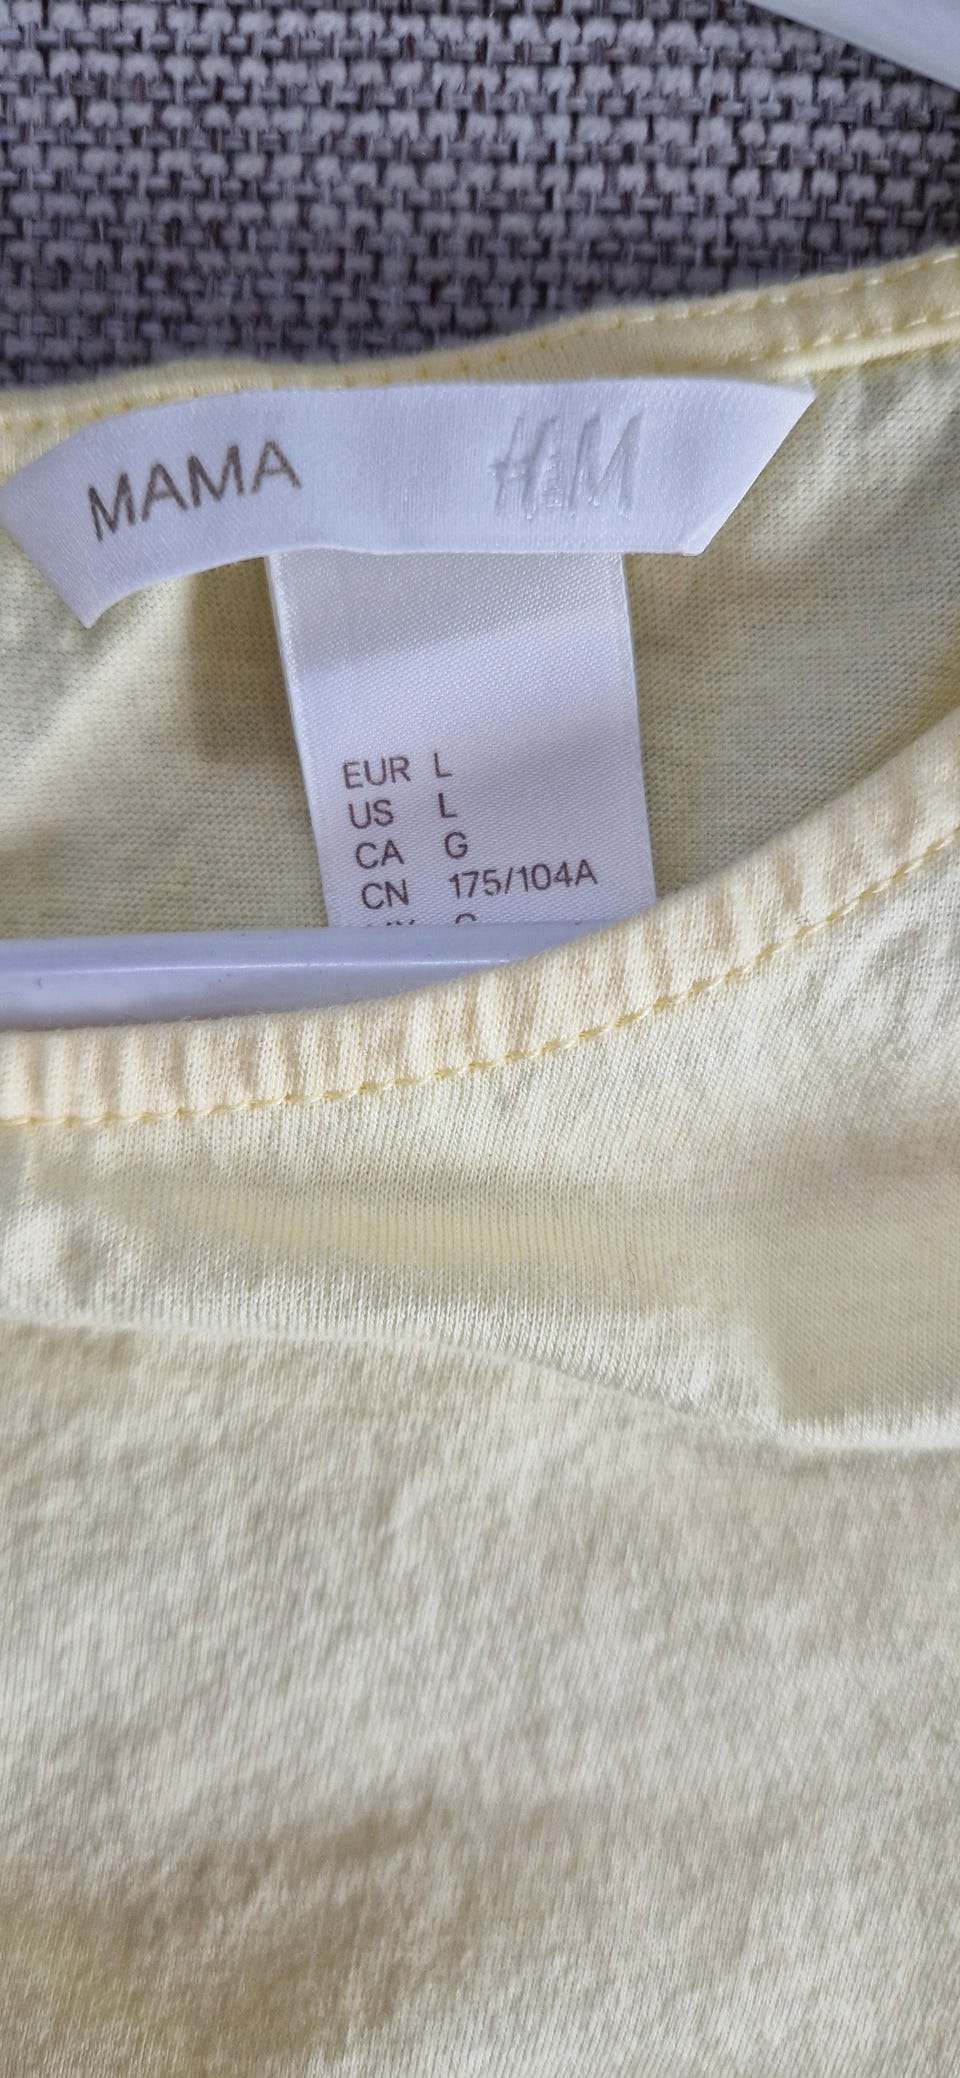 MAMA H&M
EUR L
US L
CA G
CN 175/104A